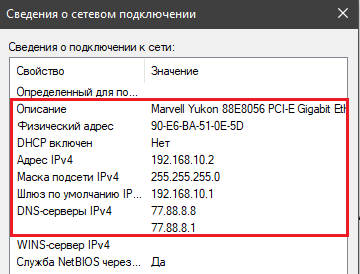 Сведения о сетевом подключении
Сведения о подключении к сети:
Свойство Значение
Определенный для по...
Описание Marvell Yukon 88E8056 PCI-E Gigabit Eth
Физический адрес 90-E6-BA-51-0E-5D
DHCP включен Нет
Адрес IPv4 192.168.10.2
Маска подсети IPv4 255.255.255.0
Шлюз по умолчанию IP... 192.168.10.1
DNS-серверы IPv4 77.88.8.8
77.88.8.1
WINS-сервер IPv4
Служба NetBIOS через... Да